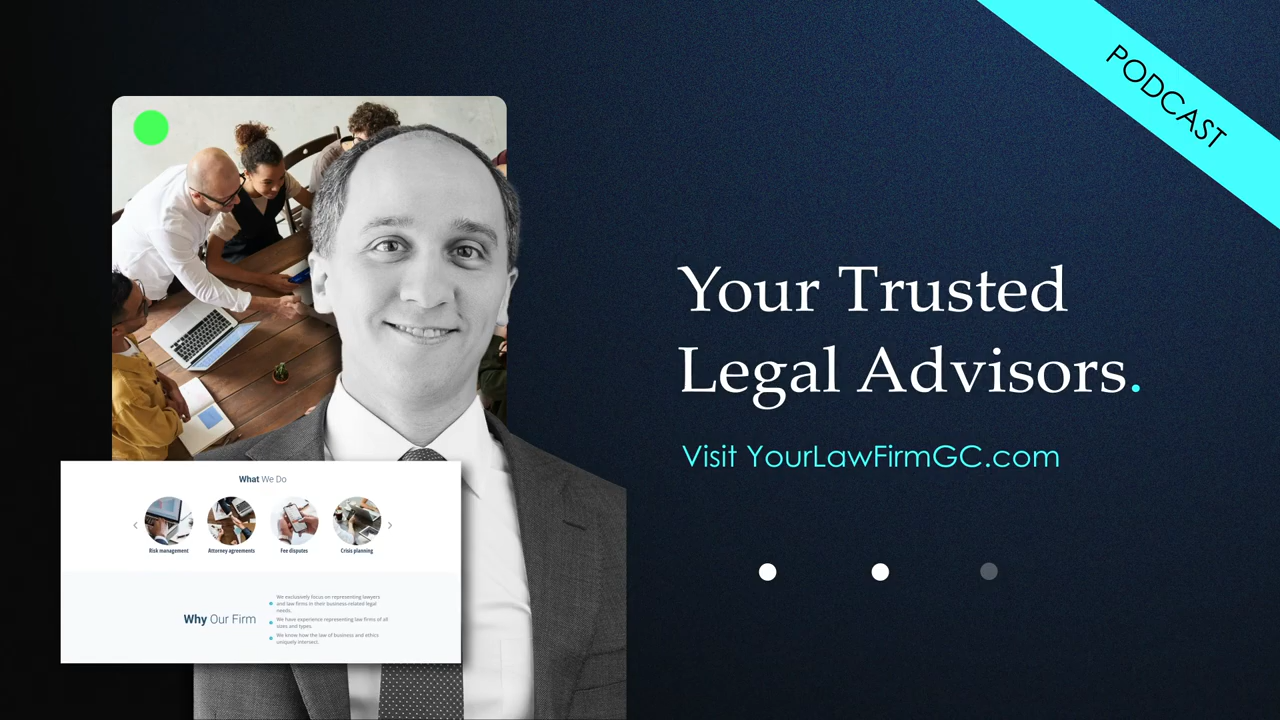 PODCAST
Your Trusted
Legal Advisors.
Visit YourLawFirmGC.com
What We Do
Risk management
Attorney agreements
Fee disputes
Crisis planning
Why Our Firm
We exclusively focus on representing lawyers
and law firms in their business-related legal
needs.
We have experience representing law firms of all
sizes and types.
We know how the law of business and ethics
uniquely intersect.